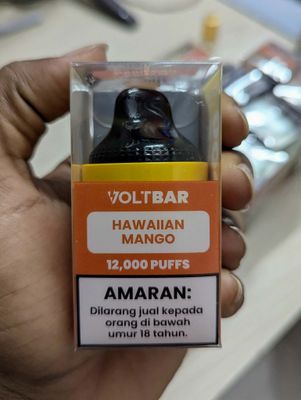 VOLTBAR
HAWAIIAN
MANGO
12,000 PUFFS
AMARAN:
Dilarang jual kepada
orang di bawah
umur 18 tahun.